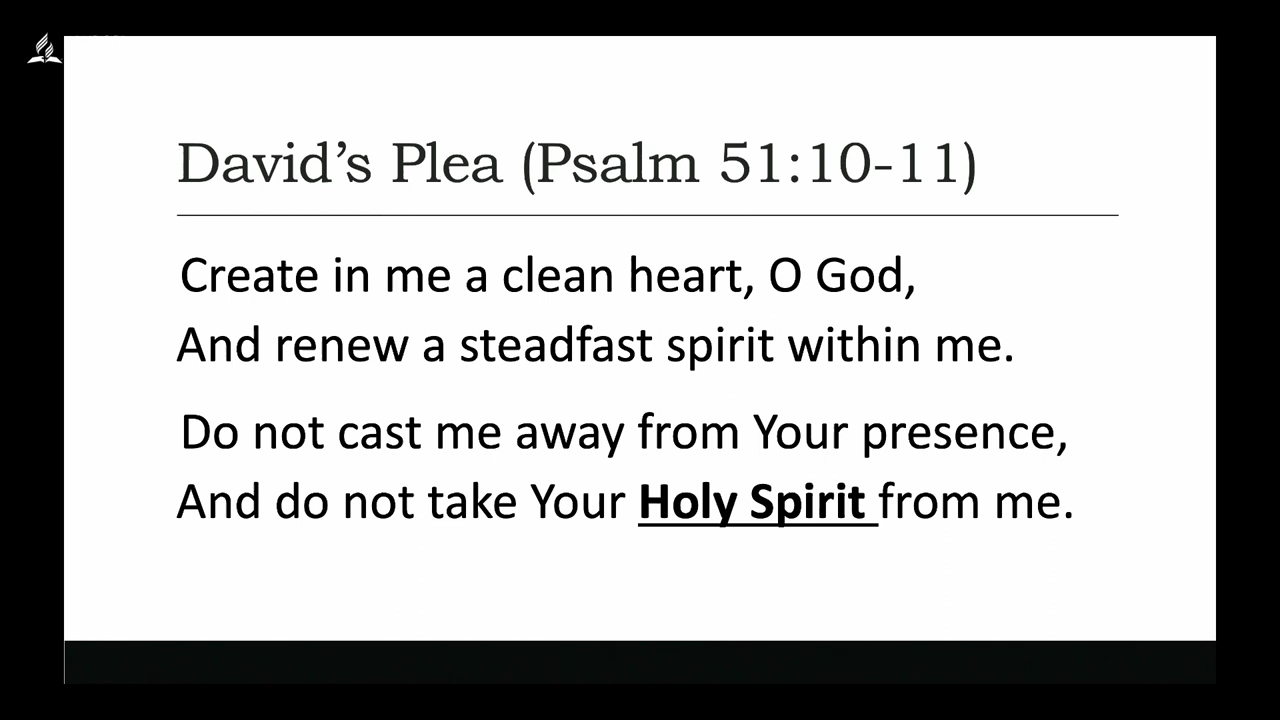 David’s Plea (Psalm 51:10-11)
Create in me a clean heart, O God,
And renew a steadfast spirit within me.
Do not cast me away from Your presence,
And do not take Your Holy Spirit from me.